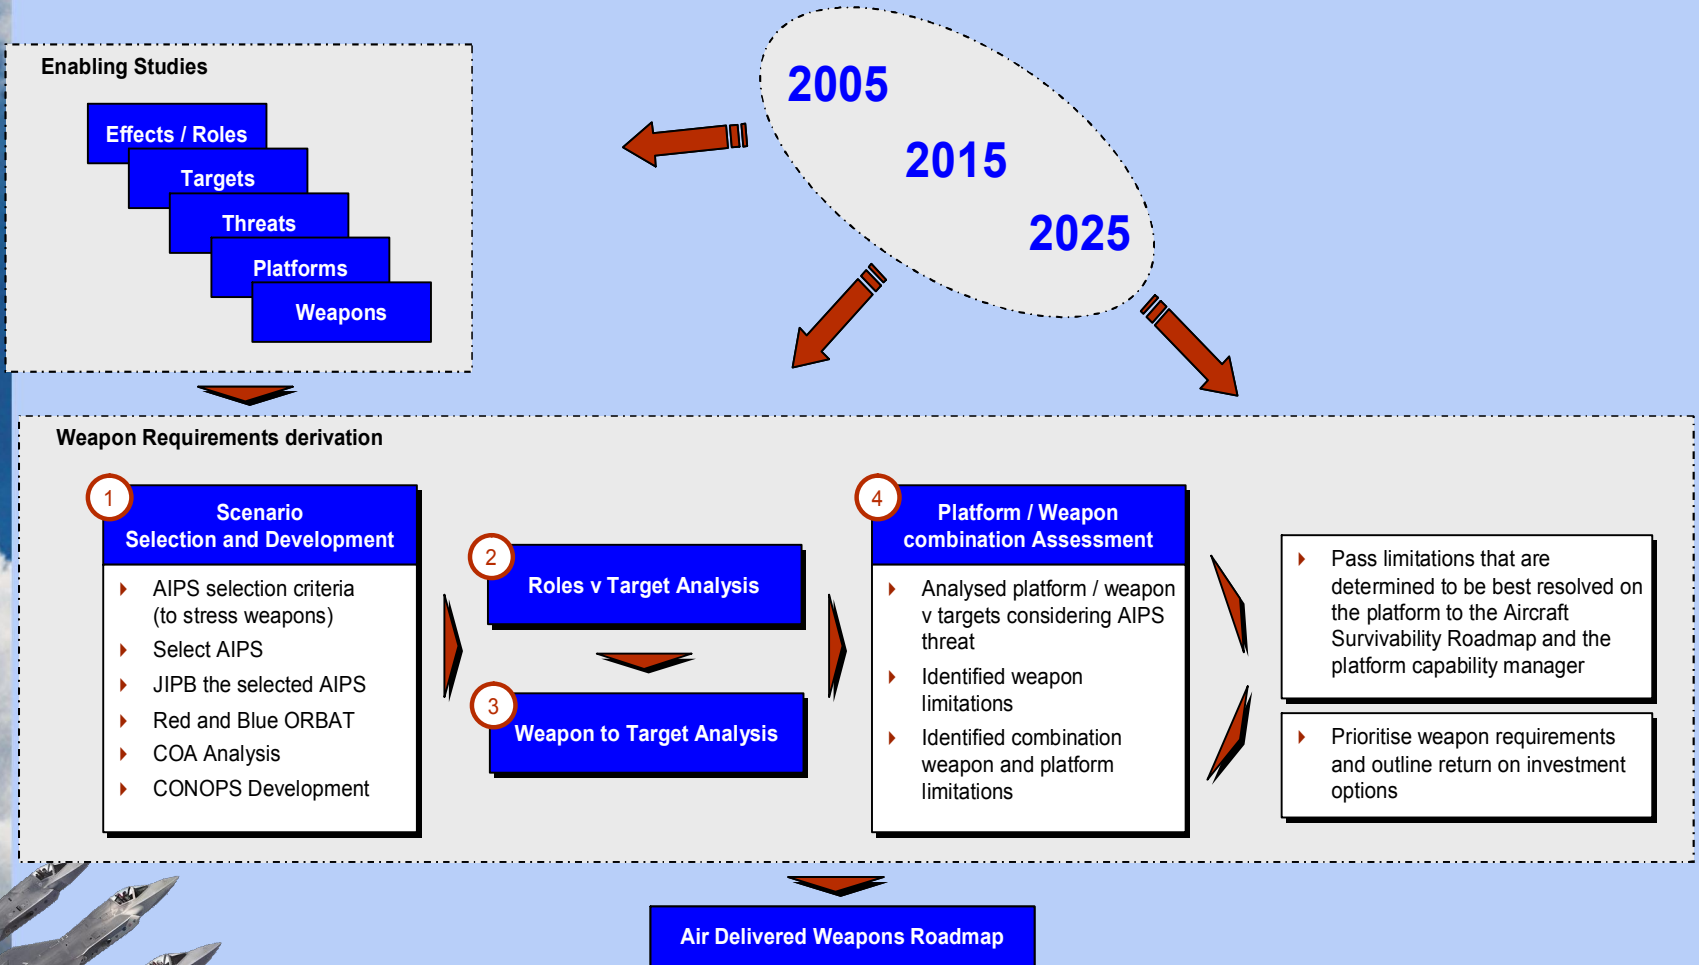 Enabling Studies
Effects / Roles
Targets
Threats
Platforms
Weapons
2005
2015
2025
Weapon Requirements derivation
1
Scenario
Selection and Development
AIPS selection criteria
(to stress weapons)
Select AIPS
JIPB the selected AIPS
Red and Blue ORBAT
COA Analysis
CONOPS Development
2
Roles v Target Analysis
3
Weapon to Target Analysis
4
Platform / Weapon
combination Assessment
Analysed platform / weapon
v targets considering AIPS
threat
Identified weapon
limitations
Identified combination
weapon and platform
limitations
Pass limitations that are
determined to be best resolved on
the platform to the Aircraft
Survivability Roadmap and the
platform capability manager
Prioritise weapon requirements
and outline return on investment
options
Air Delivered Weapons Roadmap